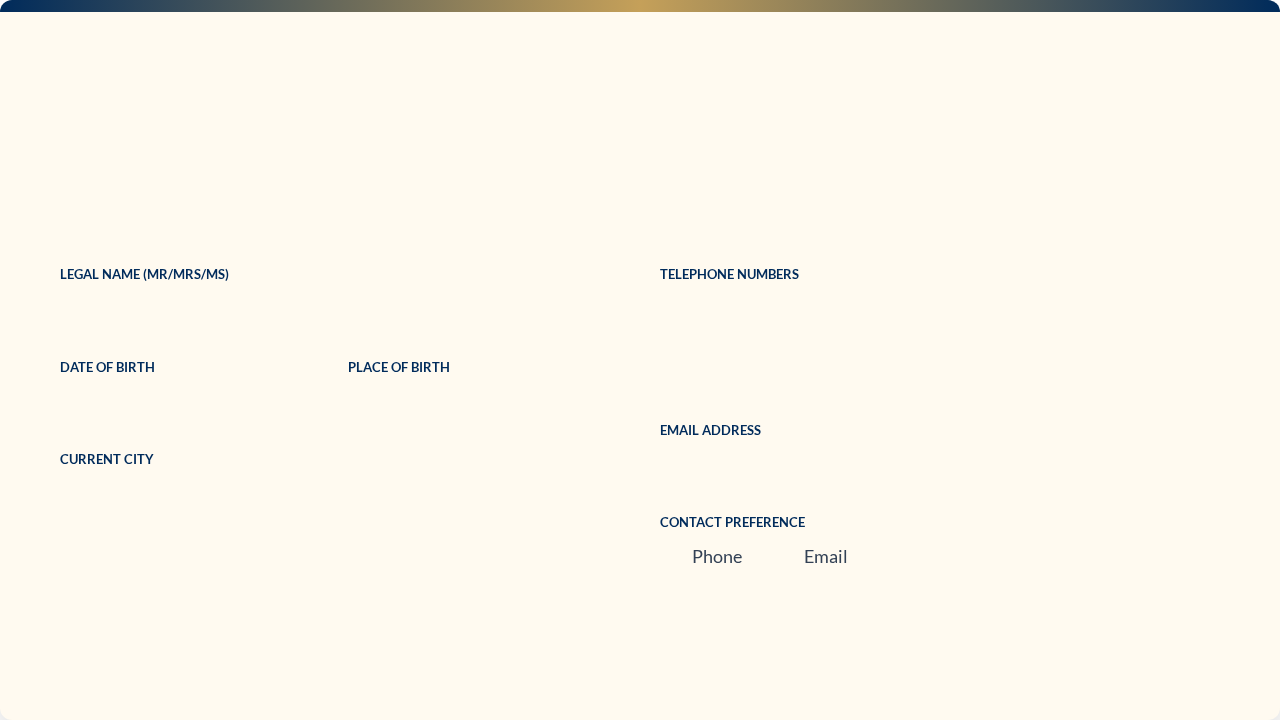 LEGAL NAME (MR/MRS/MS)
DATE OF BIRTH
PLACE OF BIRTH
CURRENT CITY
TELEPHONE NUMBERS
EMAIL ADDRESS
CONTACT PREFERENCE
Phone
Email